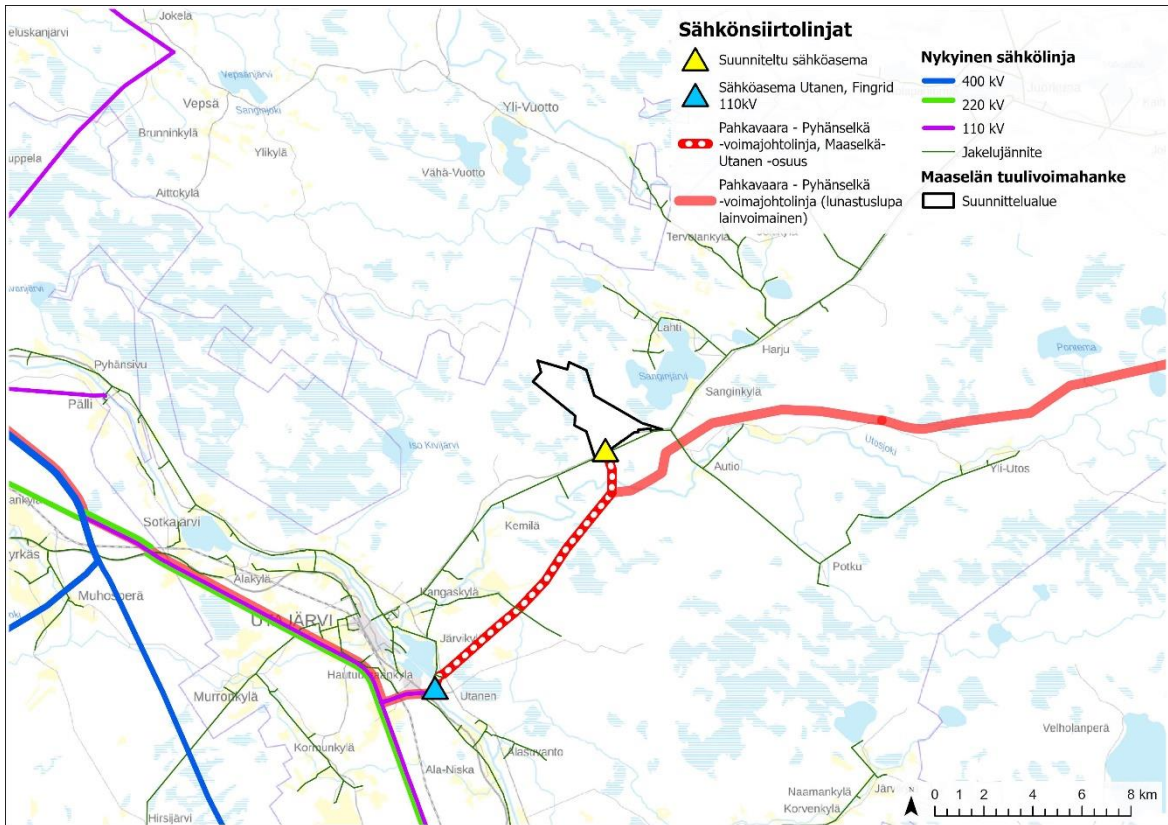 Sähkönsiirtolinjat
Suunniteltu sähköasema
Sähköasema Utanen, Fingrid
110kV
Pahkavaara - Pyhänselkä
-voimajohtolinja, Maaselkä-
Utanen -osuus
Pahkavaara - Pyhänselkä
-voimajohtolinja (lunastuslupa
lainvoimainen)
Nykyinen sähkölinja
400 kV
220 kV
110 kV
Jakelujännite
Maaselän tuulivoimahanke
Suunnittelualue
Jokela
Vepsänjärvi
Vepsä
Sanginjoki
Brunninkylä
Ylikylä
Aittokylä
Yli-Vuotto
Vähä-Vuotto
Tervolankylä
Lahti
Harju
Sanginjärvi
Sanginkylä
Pyhänsivu
Pälli
Iso Kivijärvi
Utosjoki
Autio
Yli-Utos
Kemilä
Potku
Sotkajärvi
Alakylä
Muhosperä
Kangaskylä
Järvikylä
Utanen
Murronkylä
Kormunkylä
Alasuvanto
Ala-Niska
Hirsijärvi
Velholanperä
Naamankylä
Korvenkylä
N
0 1 2 4 6 8 km